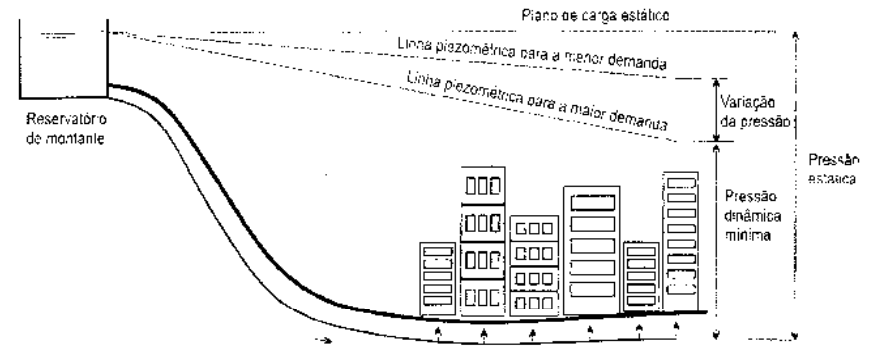 Plano de carga estático
Linha piezométrica para a menor demanda
Linha piezométrica para a maior demanda
Variação
da pressão
Reservatório
de montante
Pressão
estática
Pressão
dinâmica
mínima